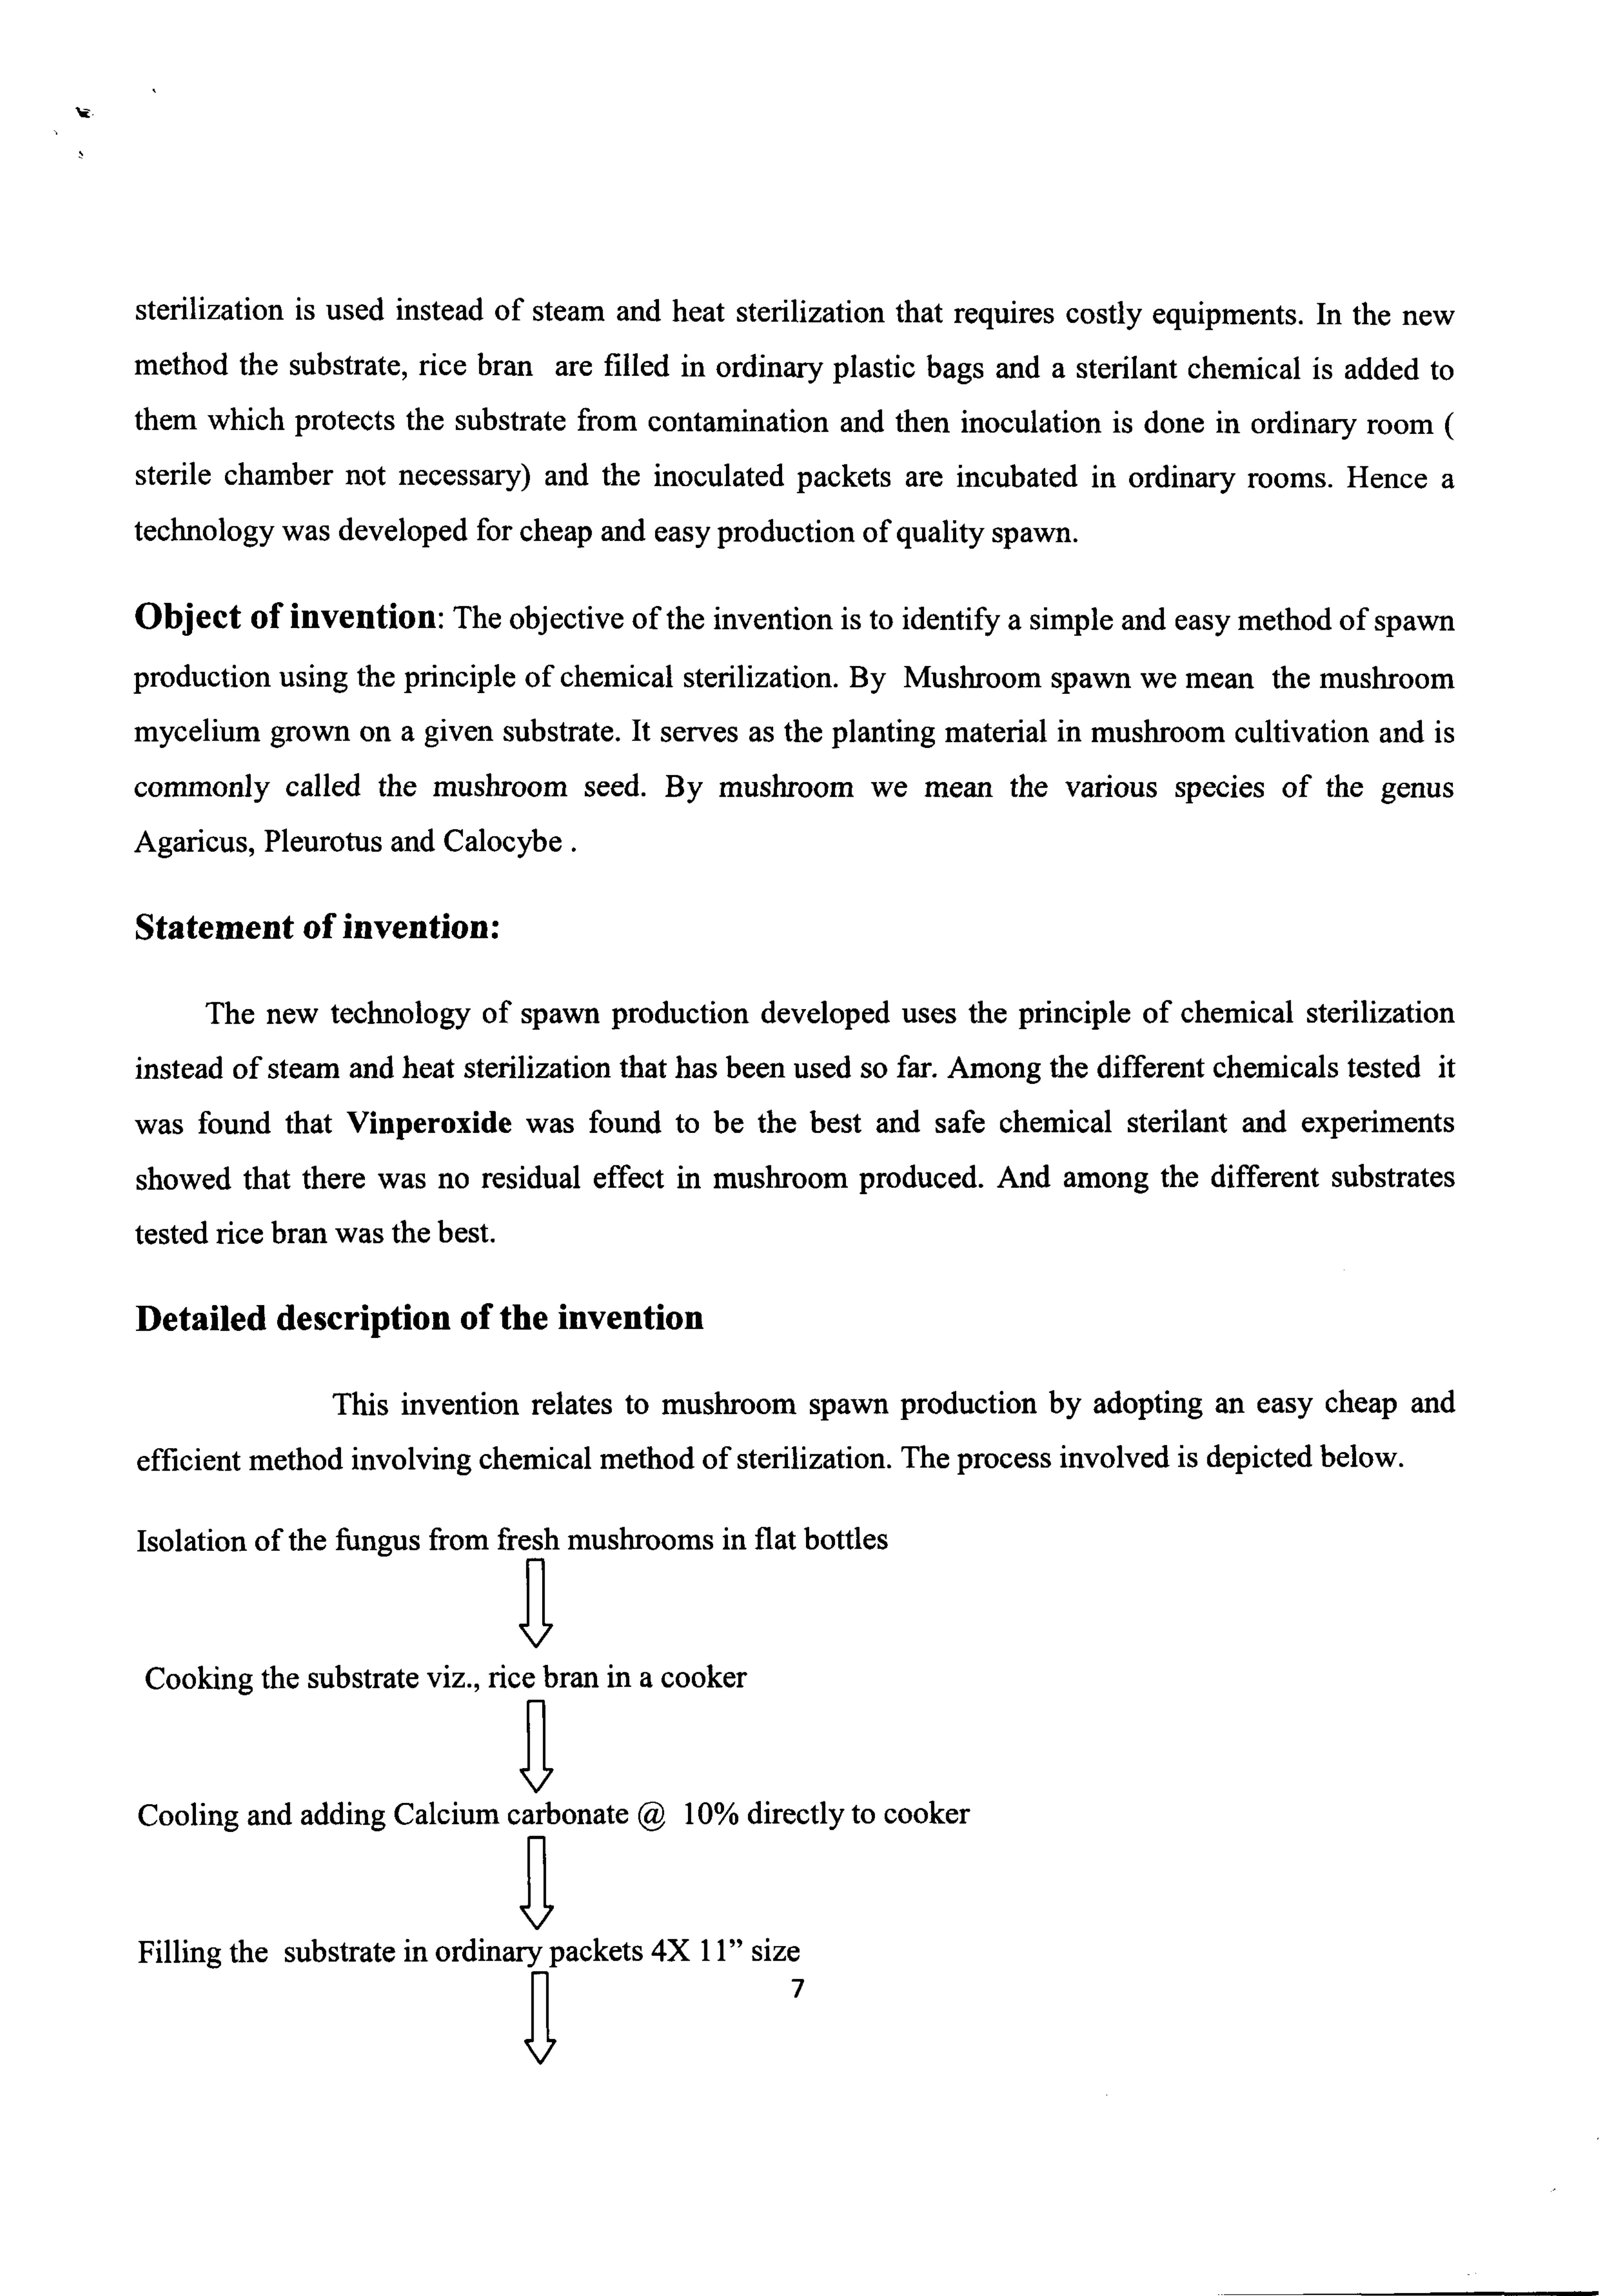 sterilization is used instead of steam and heat sterilization that requires costly equipments. In the new
method the substrate, rice bran are filled in ordinary plastic bags and a sterilant chemical is added to
them which protects the substrate from contamination and then inoculation is done in ordinary room (
sterile chamber not necessary) and the inoculated packets are incubated in ordinary rooms. Hence a
technology was developed for cheap and easy production of quality spawn.
Object of invention: The objective of the invention is to identify a simple and easy method of spawn
production using the principle of chemical sterilization. By Mushroom spawn we mean the mushroom
mycelium grown on a given substrate. It serves as the planting material in mushroom cultivation and is
commonly called the mushroom seed. By mushroom we mean the various species of the genus
Agaricus, Pleurotus and Calocybe .
Statement of invention:
The new technology of spawn production developed uses the principle of chemical sterilization
instead of steam and heat sterilization that has been used so far. Among the different chemicals tested it
was found that Vinperoxide was found to be the best and safe chemical sterilant and experiments
showed that there was no residual effect in mushroom produced. And among the different substrates
tested rice bran was the best.
Detailed description of the invention
This invention relates to mushroom spawn production by adopting an easy cheap and
efficient method involving chemical method of sterilization. The process involved is depicted below.
Isolation of the fungus from fresh mushrooms in flat bottles
Cooking the substrate viz., rice bran in a cooker
Cooling and adding Calcium carbonate @ 10% directly to cooker
Filling the substrate in ordinary packets 4X 11” size
7